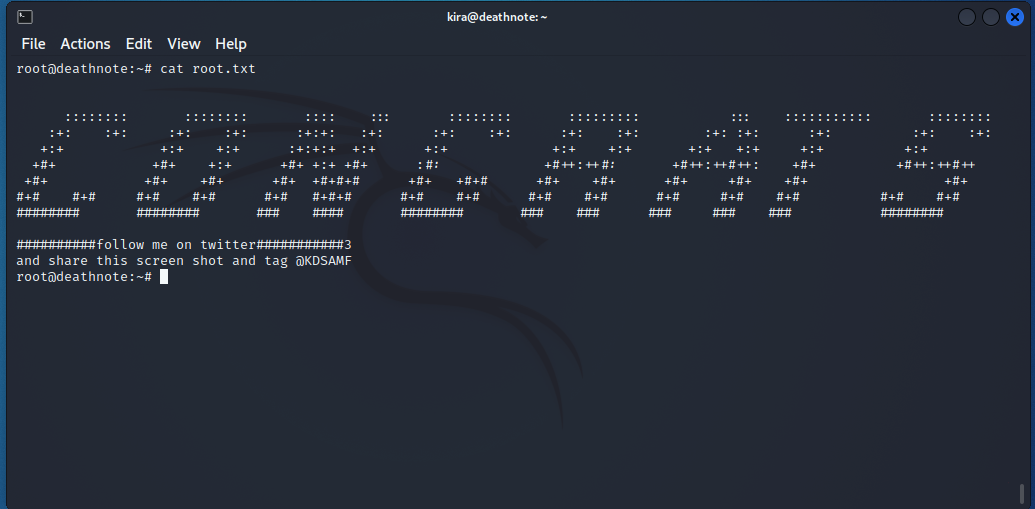 kira@deathnote: ~
File Actions Edit View Help
root@deathnote:~# cat root.txt
      ::::::::       ::::::::       ::::    :::       ::::::::       :::::::::           :::    :::::::::::       ::::::::
    :+:    :+:     :+:    :+:      :+:+:   :+:      :+:    :+:      :+:    :+:        :+: :+:      :+:          :+:    :+:
   +:+            +:+    +:+      :+:+:+  +:+      +:+             +:+    +:+       +:+   +:+     +:+          +:+
  +#+            +#+    +:+      +#+ +:+ +#+      :#:             +#++:++#:       +#++:++#++:    +#+          +#++:++#++
 +#+            +#+    +#+      +#+  +#+#+#      +#+   +#+#      +#+    +#+      +#+     +#+    +#+                 +#+
#+#    #+#     #+#    #+#      #+#   #+#+#      #+#    #+#      #+#    #+#      #+#     #+#    #+#          #+#    #+#
########       ########       ###    ####       ########       ###    ###      ###     ###    ###           ########
##########follow me on twitter###########3
and share this screen shot and tag @KDSAMF
root@deathnote:~#